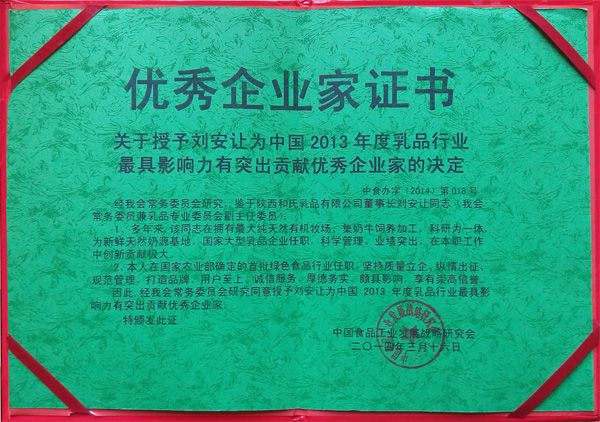 优秀企业家证书
关于授予刘安让为中国2013年度乳品行业
最具影响力有突出贡献优秀企业家的决定
中食办字（2014）第018号
经我会常务委员会研究，鉴于陕西和氏乳品有限公司董事长刘安让同志（我会
常务委员兼乳品专业委员会副主任委员）：
1、多年来，该同志在拥有最大纯天然有机牧场，集奶牛饲养加工，科研为一体，
为新鲜天然奶源基地，国家大型乳品企业任职，科学管理，业绩突出，在本职工作
中创新贡献极大。
2、本人在国家农业部确定的首批绿色食品行业任职，坚持质量立企、纵情出征、
规范管理，打造品牌，用户至上，诚信服务，厚德务实，颇具影响，享有崇高信誉。
因此，经我会常务委员会研究同意授予刘安让为中国2013年度乳品行业最具影
响力有突出贡献优秀企业家。
特颁发此证
中国食品工业发展战略研究会
二〇一四年三月十六日